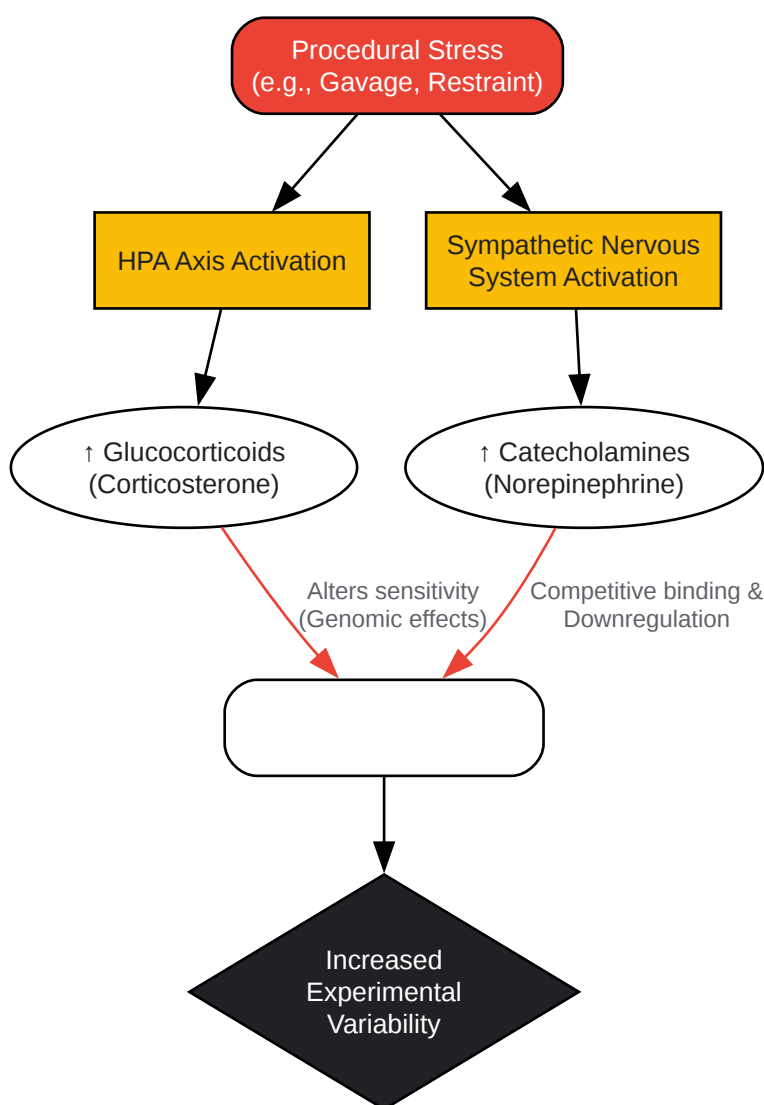 Procedural Stress
(e.g., Gavage, Restraint)
HPA Axis Activation
Sympathetic Nervous
System Activation
↑ Glucocorticoids
(Corticosterone)
↑ Catecholamines
(Norepinephrine)
Alters sensitivity
(Genomic effects)
Competitive binding &
Downregulation
Increased
Experimental
Variability